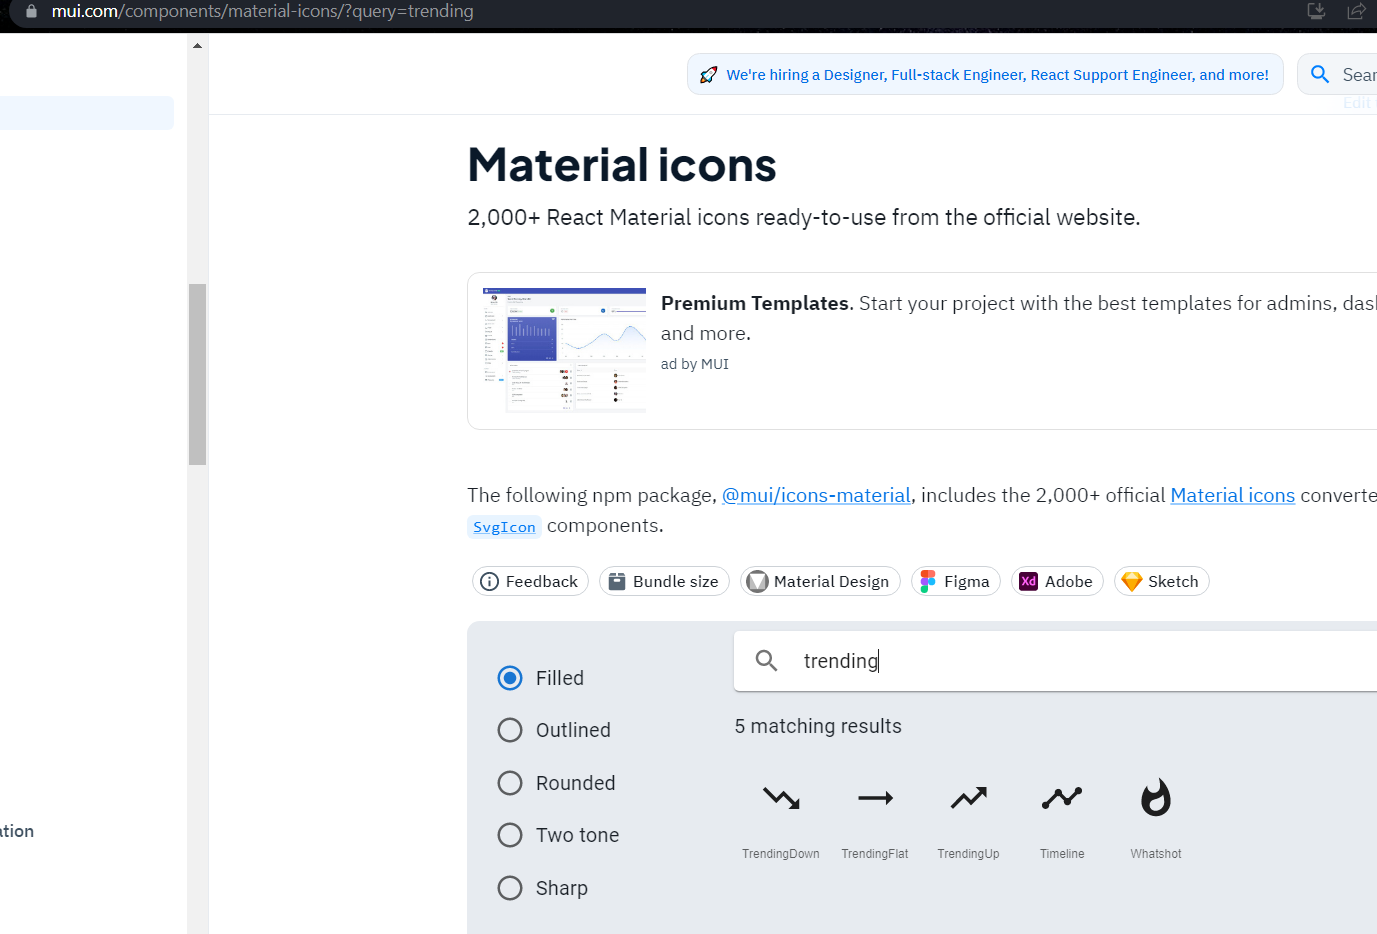 mui.com/components/material-icons/?query=trending
We're hiring a Designer, Full-stack Engineer, React Support Engineer, and more!
Sear
Edit
Material icons
2,000+ React Material icons ready-to-use from the official website.
Premium Templates. Start your project with the best templates for admins, das
and more.
ad by MUI
The following npm package, @mui/icons-material, includes the 2,000+ official Material icons converte
SvgIcon components.
Feedback
Bundle size
Material Design
Figma
Xd Adobe
Sketch
trending
Filled
Outlined
Rounded
Two tone
Sharp
5 matching results
TrendingDown
TrendingFlat
TrendingUp
Timeline
Whatshot
ation